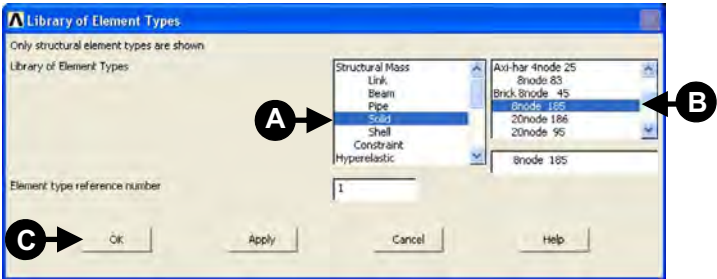 Library of Element Types
Only structural element types are shown
Library of Element Types
Structural Mass
Link
Beam
Pipe
Solid
Shell
Constraint
Hyperelastic
Axi-har 4node 25
8node 83
Brick 8node 45
8node 185
20node 186
20node 95
8node 185
A
B
Element type reference number
1
C
OK
Apply
Cancel
Help